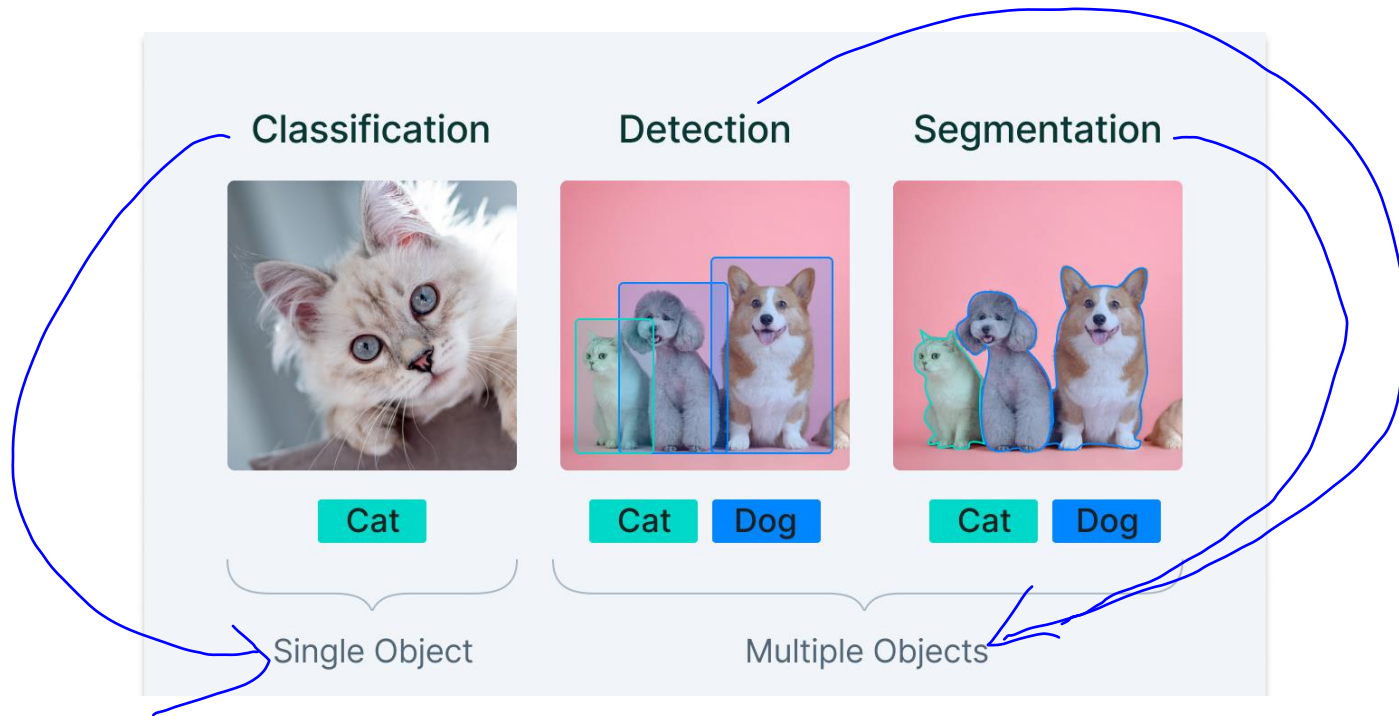 Classification Detection Segmentation
Cat Cat Dog Cat Dog
Single Object Multiple Objects